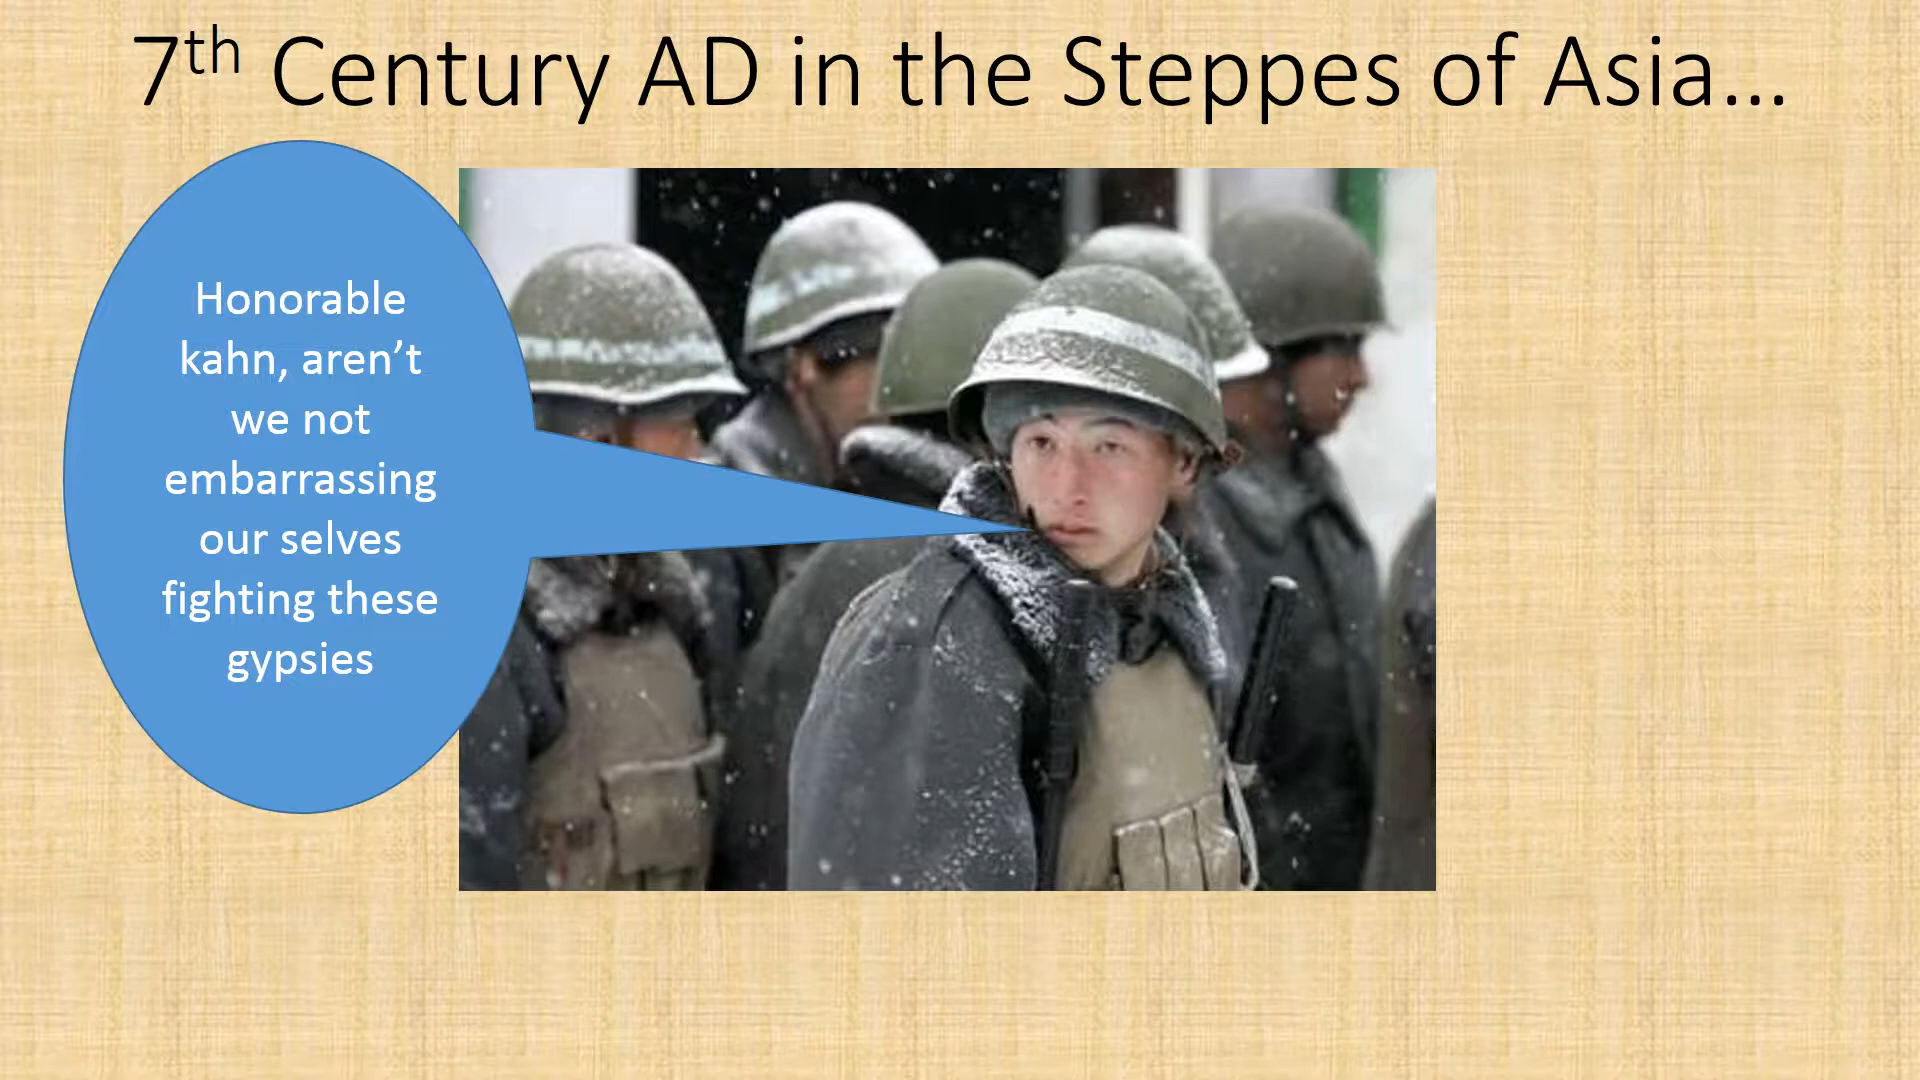 7th Century AD in the Steppes of Asia...
Honorable
kahn, aren’t
we not
embarrassing
our selves
fighting these
gypsies